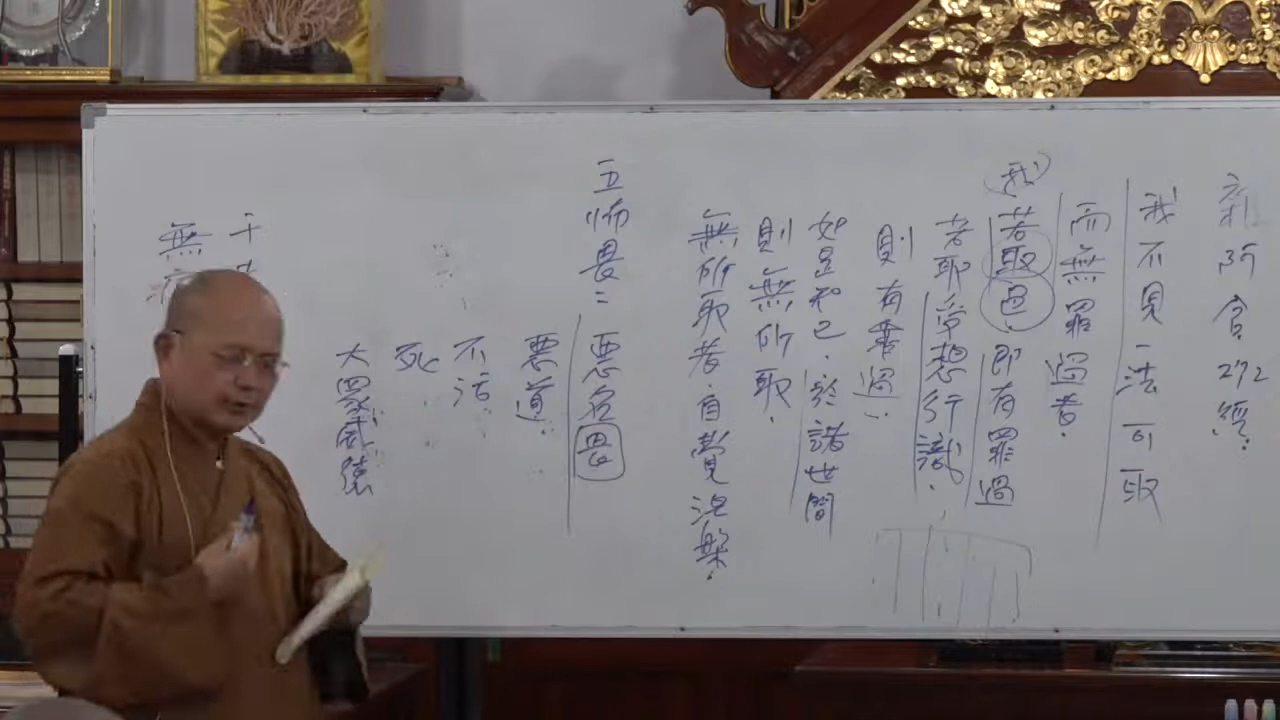 雜阿含272經.
我不見一法可取
而無罪過者.
(我)若取色.即有罪過
若取受想行識.
則有罪過.
如是知已.於諸世間
則無所取.
無所取者.自覺涅槃.
五怖畏:惡名畏
惡道.
不活.
死.
大眾威德
無